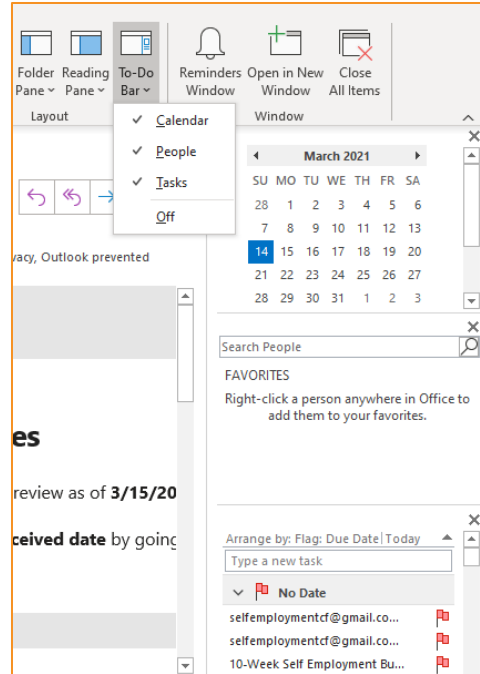 Folder Reading To-Do Reminders Open in New Close
Pane Pane Bar Window Window All Items
Layout Window
Calendar
People
Tasks
Off
vacy, Outlook prevented
es
review as of 3/15/20
ceived date by going
March 2021
SU MO TU WE TH FR SA
28 1 2 3 4 5 6
7 8 9 10 11 12 13
14 15 16 17 18 19 20
21 22 23 24 25 26 27
28 29 30 31 1 2 3
Search People
FAVORITES
Right-click a person anywhere in Office to
add them to your favorites.
Arrange by: Flag: Due Date Today
Type a new task
No Date
selfemploymentcf@gmail.co...
selfemploymentcf@gmail.co...
10-Week Self Employment Bu...